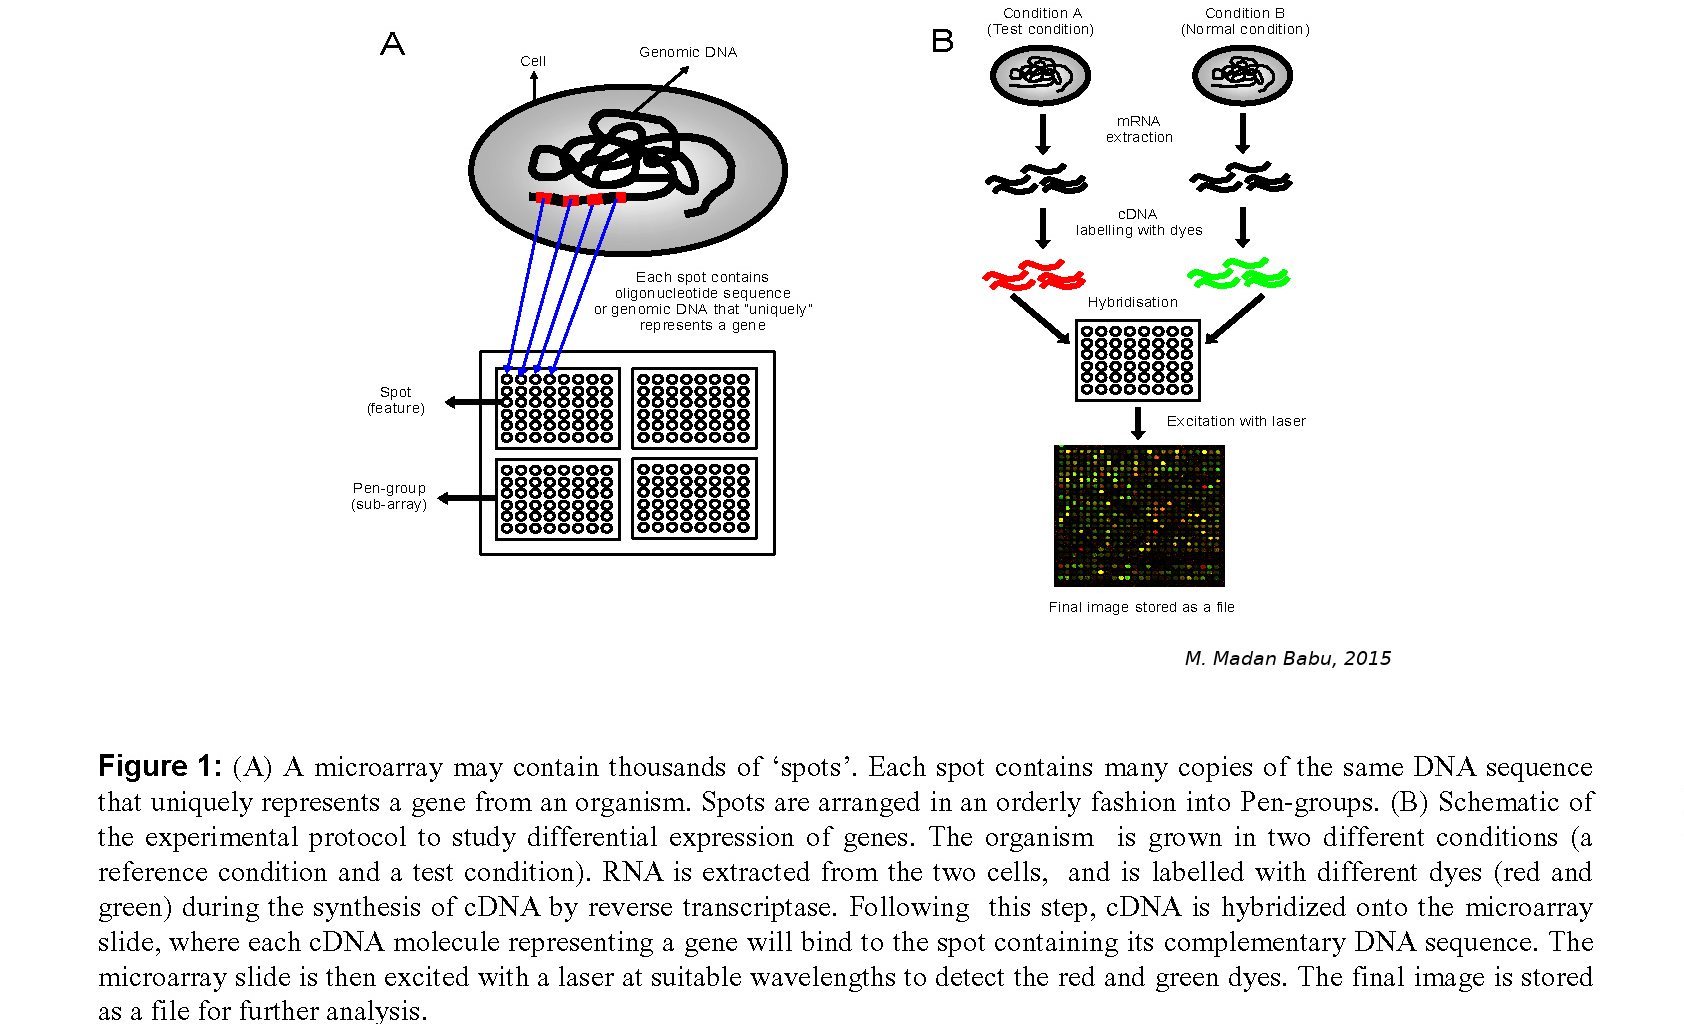 A
Cell
Genomic DNA
Each spot contains
oligonucleotide sequence
or genomic DNA that "uniquely"
represents a gene
Spot
(feature)
Pen-group
(sub-array)
B
Condition A
(Test condition)
Condition B
(Normal condition)
mRNA
extraction
cDNA
labelling with dyes
Hybridisation
Excitation with laser
Final image stored as a file
M. Madan Babu, 2015
Figure 1: (A) A microarray may contain thousands of ‘spots’. Each spot contains many copies of the same DNA sequence
that uniquely represents a gene from an organism. Spots are arranged in an orderly fashion into Pen-groups. (B) Schematic of
the experimental protocol to study differential expression of genes. The organism is grown in two different conditions (a
reference condition and a test condition). RNA is extracted from the two cells, and is labelled with different dyes (red and
green) during the synthesis of cDNA by reverse transcriptase. Following this step, cDNA is hybridized onto the microarray
slide, where each cDNA molecule representing a gene will bind to the spot containing its complementary DNA sequence. The
microarray slide is then excited with a laser at suitable wavelengths to detect the red and green dyes. The final image is stored
as a file for further analysis.